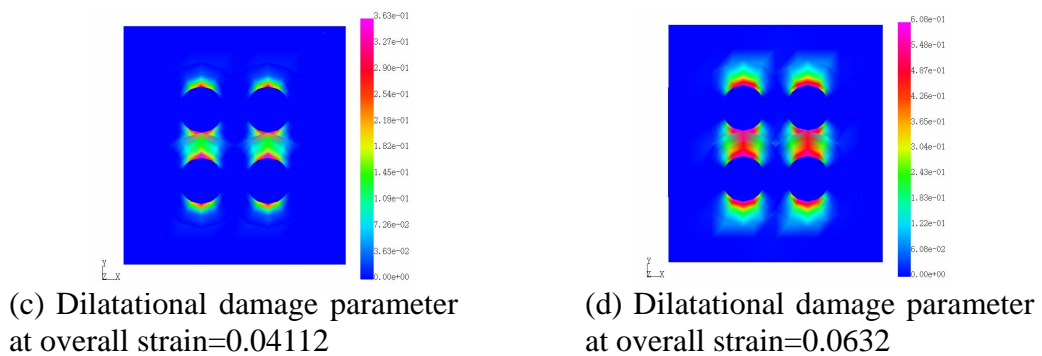 3.63e-01
3.27e-01
2.90e-01
2.54e-01
2.18e-01
1.82e-01
1.45e-01
1.09e-01
7.26e-02
3.63e-02
0.00e+00
Y
Z X
6.08e-01
5.48e-01
4.87e-01
4.26e-01
3.65e-01
3.04e-01
2.43e-01
1.83e-01
1.22e-01
6.08e-02
0.00e+00
Y
Z X
(c) Dilatational damage parameter
at overall strain=0.04112
(d) Dilatational damage parameter
at overall strain=0.0632